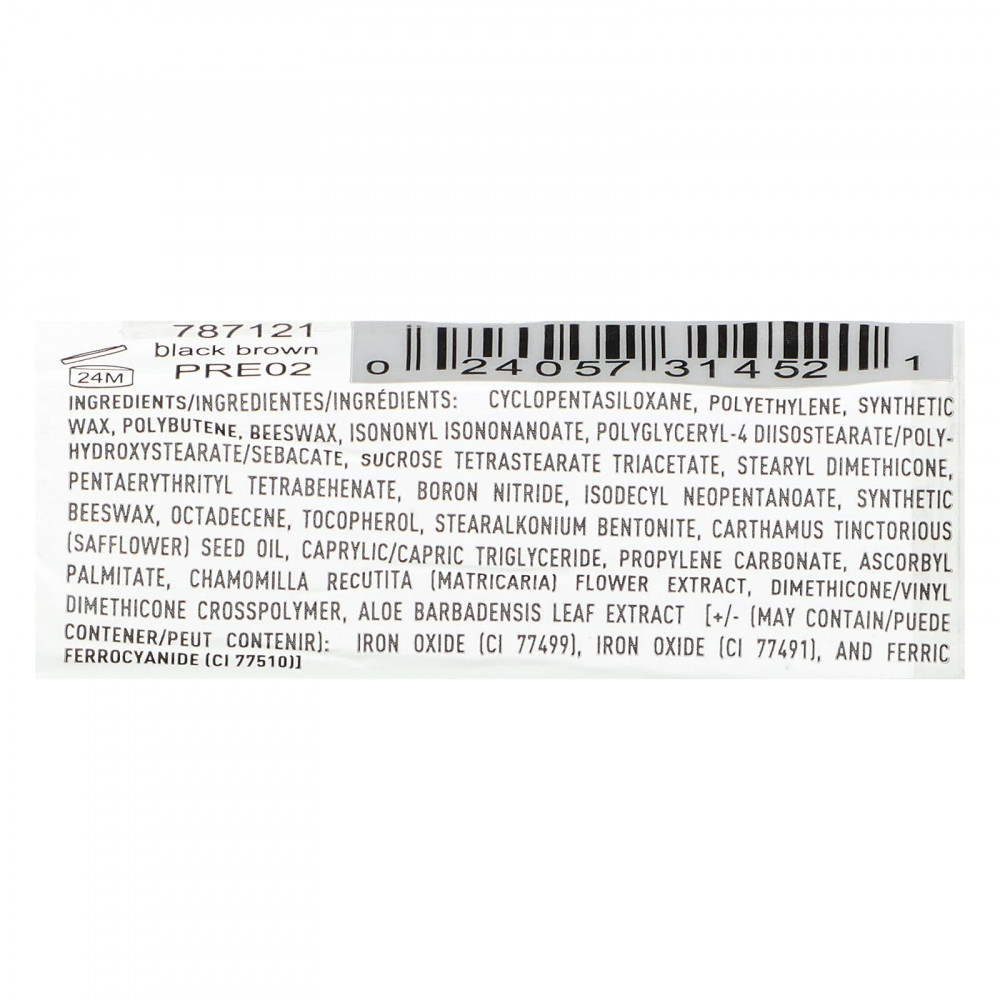 787121
black brown
24M
PRE02
0 24057 31452 1
INGREDIENTS/INGREDIENTES/INGRÉDIENTS: CYCLOPENTASILOXANE, POLYETHYLENE, SYNTHETIC
WAX, POLYBUTENE, BEESWAX, ISONONYL ISONONANOATE, POLYGLYCERYL-4 DIISOSTEARATE/POLY-
HYDROXYSTEARATE/SEBACATE, SUCROSE TETRASTEARATE TRIACETATE, STEARYL DIMETHICONE,
PENTAERYTHRITYL TETRABEHENATE, BORON NITRIDE, ISODECYL NEOPENTANOATE, SYNTHETIC
BEESWAX, OCTADECENE, TOCOPHEROL, STEARALKONIUM BENTONITE, CARTHAMUS TINCTORIOUS
(SAFFLOWER) SEED OIL, CAPRYLIC/CAPRIC TRIGLYCERIDE, PROPYLENE CARBONATE, ASCORBYL
PALMITATE, CHAMOMILLA RECUTITA (MATRICARIA) FLOWER EXTRACT, DIMETHICONE/VINYL
DIMETHICONE CROSSPOLYMER, ALOE BARBADENSIS LEAF EXTRACT [+/- (MAY CONTAIN/PUEDE
CONTENER/PEUT CONTENIR): IRON OXIDE (CI 77499), IRON OXIDE (CI 77491), AND FERRIC
FERROCYANIDE (CI 77510)]